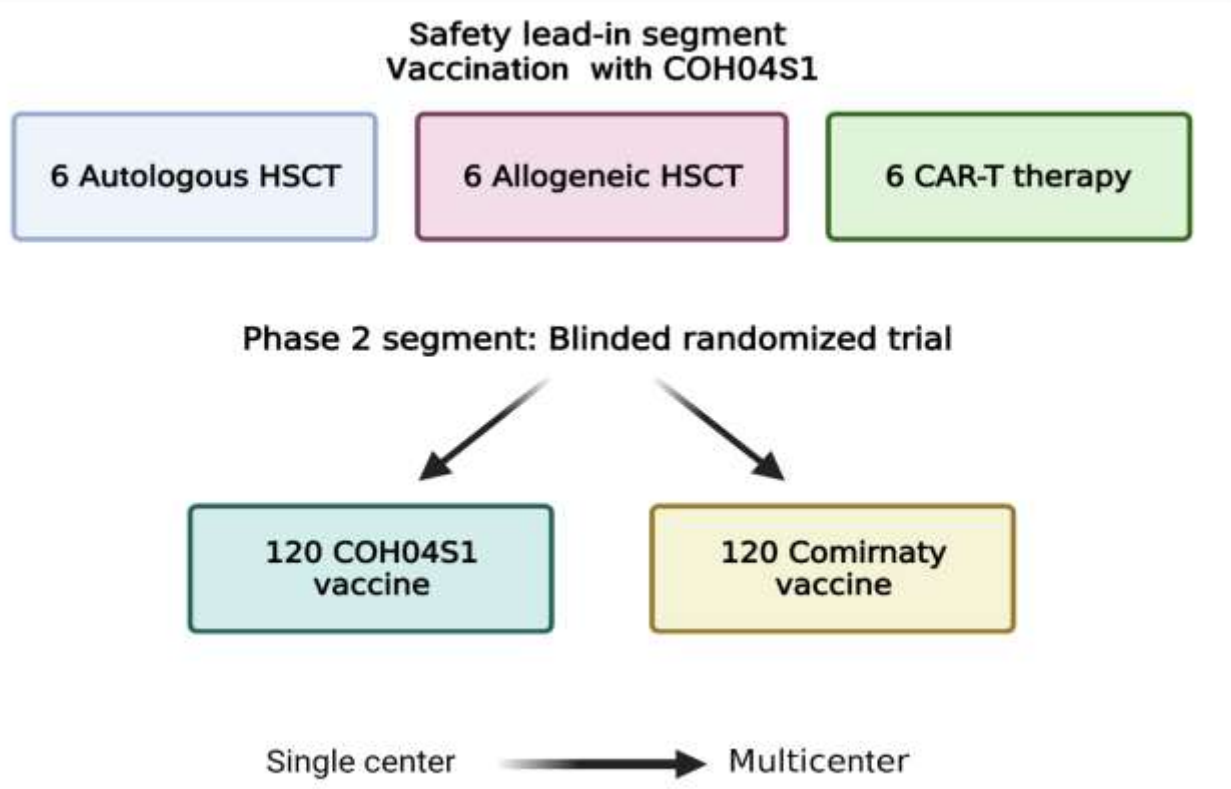 Safety lead-in segment
Vaccination with COH04S1
6 Autologous HSCT
6 Allogeneic HSCT
6 CAR-T therapy
Phase 2 segment: Blinded randomized trial
120 COH04S1
vaccine
120 Comirnaty
vaccine
Single center
Multicenter